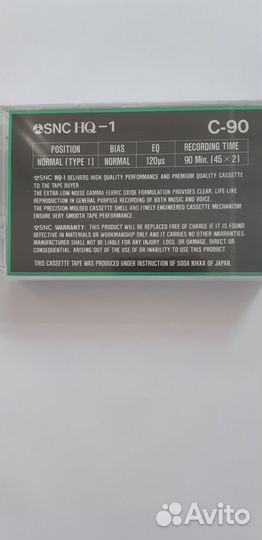 SNC HQ-1 C-90
POSITION BIAS EQ RECORDING TIME
NORMAL (TYPE I) NORMAL 120µs 90 Min. (45 × 2)
SNC HQ-1 DELIVERS HIGH QUALITY PERFORMANCE AND PREMIUM QUALITY CASSETTE
TO THE TAPE BUYER.
THE EXTRA LOW-NOISE GAMMA FERRIC OXIDE FORMULATION PROVIDES CLEAR, LIFE-LIKE
REPRODUCTION IN GENERAL PURPOSE RECORDING OF BOTH MUSIC AND VOICE.
THE PRECISION-MOLDED CASSETTE SHELL AND FINELY-ENGINEERED CASSETTE MECHANISM
ENSURE VERY SMOOTH TAPE PERFORMANCE.
SNC WARRANTY: THIS PRODUCT WILL BE REPLACED FREE OF CHARGE IF IT IS FOUND
DEFECTIVE IN MATERIALS OR WORKMANSHIP ONLY AND NOT FOR ANY OTHER CAUSES.
MANUFACTURER SHALL NOT BE LIABLE FOR ANY INJURY, LOSS, OR DAMAGE, DIRECT OR
CONSEQUENTIAL, ARISING OUT OF THE USE OF OR INABILITY TO USE THE PRODUCT.
THIS CASSETTE TAPE WAS PRODUCED UNDER INSTRUCTION OF SODA NIKKA OF JAPAN.
Avito